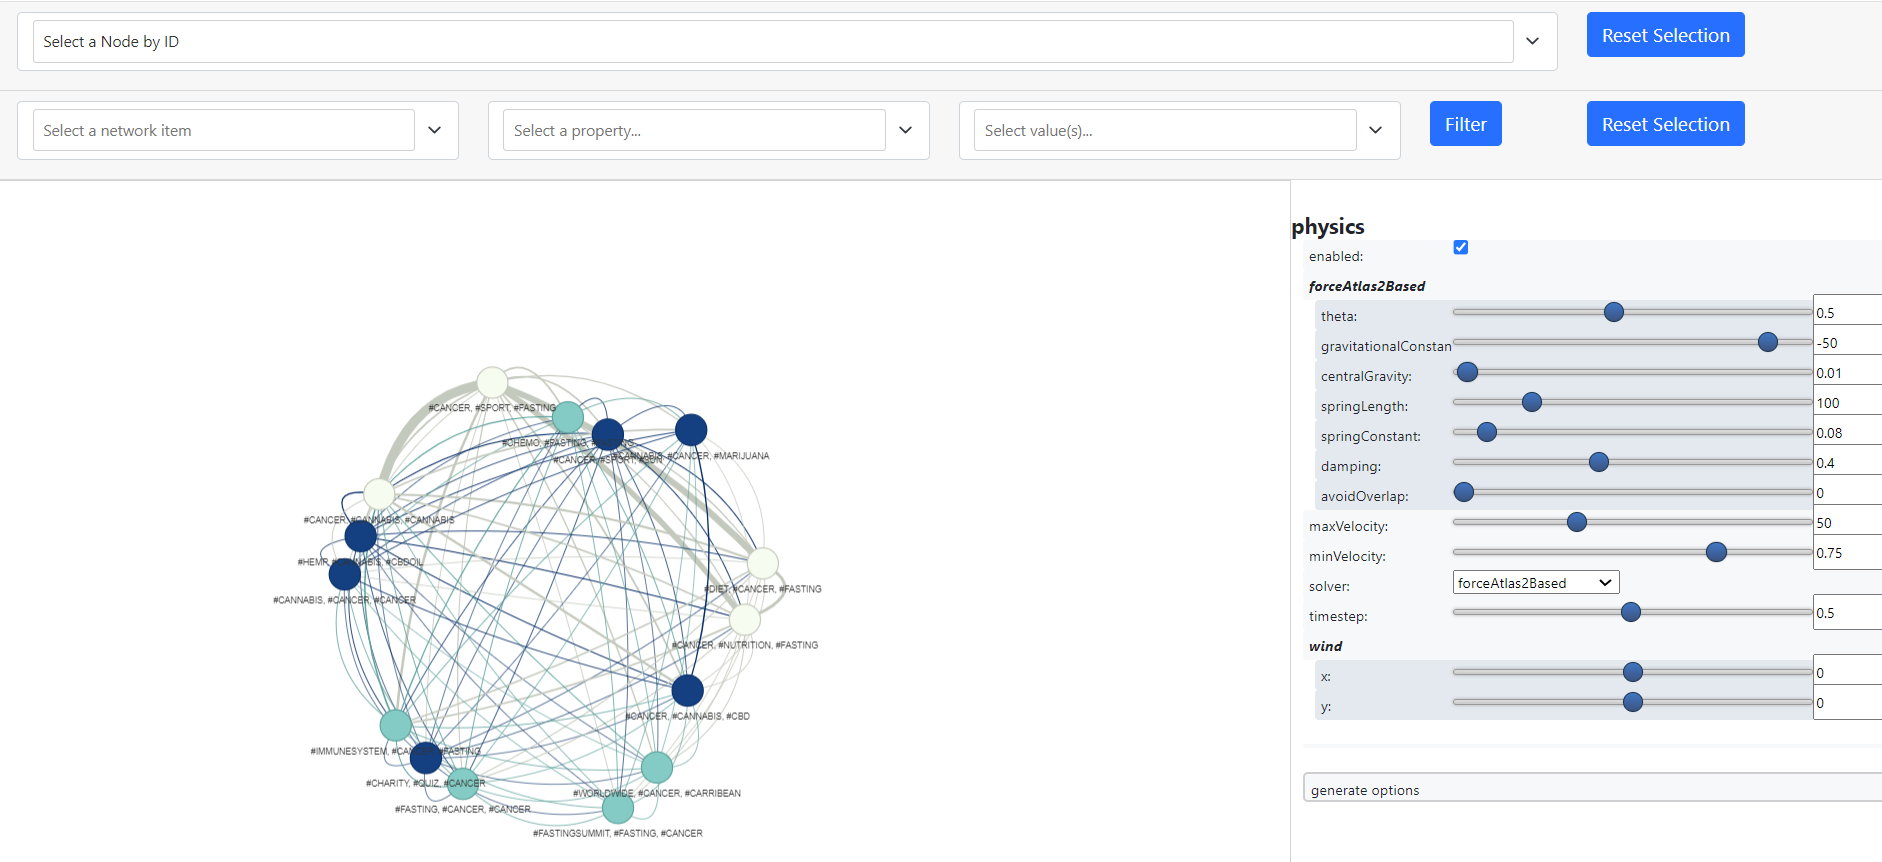 Select a Node by ID
Reset Selection
Select a network item
Select a property...
Select value(s)...
Filter
Reset Selection
physics
enabled:
forceAtlas2Based
theta:
0.5
gravitationalConstan
-50
centralGravity:
0.01
springLength:
100
springConstant:
0.08
damping:
0.4
avoidOverlap:
0
maxVelocity:
50
minVelocity:
0.75
solver:
forceAtlas2Based
timestep:
0.5
wind
x:
0
y:
0
generate options
#CANCER, #SPORT, #FASTING
#CHEMO, #FASTING,
#CANCER, #SPORT,
#CANNABIS, #CANCER, #MARIJUANA
#CANCER, #CANNABIS, #CANNABIS
#HEMP, #CANNABIS, #CBDOIL
#CANNABIS, #CANCER, #CANCER
#DIET, #CANCER, #FASTING
#CANCER, #NUTRITION, #FASTING
#CANCER, #CANNABIS, #CBD
#IMMUNESYSTEM, #CANCER, #FASTING
#CHARITY, #QUIZ, #CANCER
#FASTING, #CANCER, #CANCER
#WORLDWIDE, #CANCER, #CARRIBEAN
#FASTINGSUMMIT, #FASTING, #CANCER